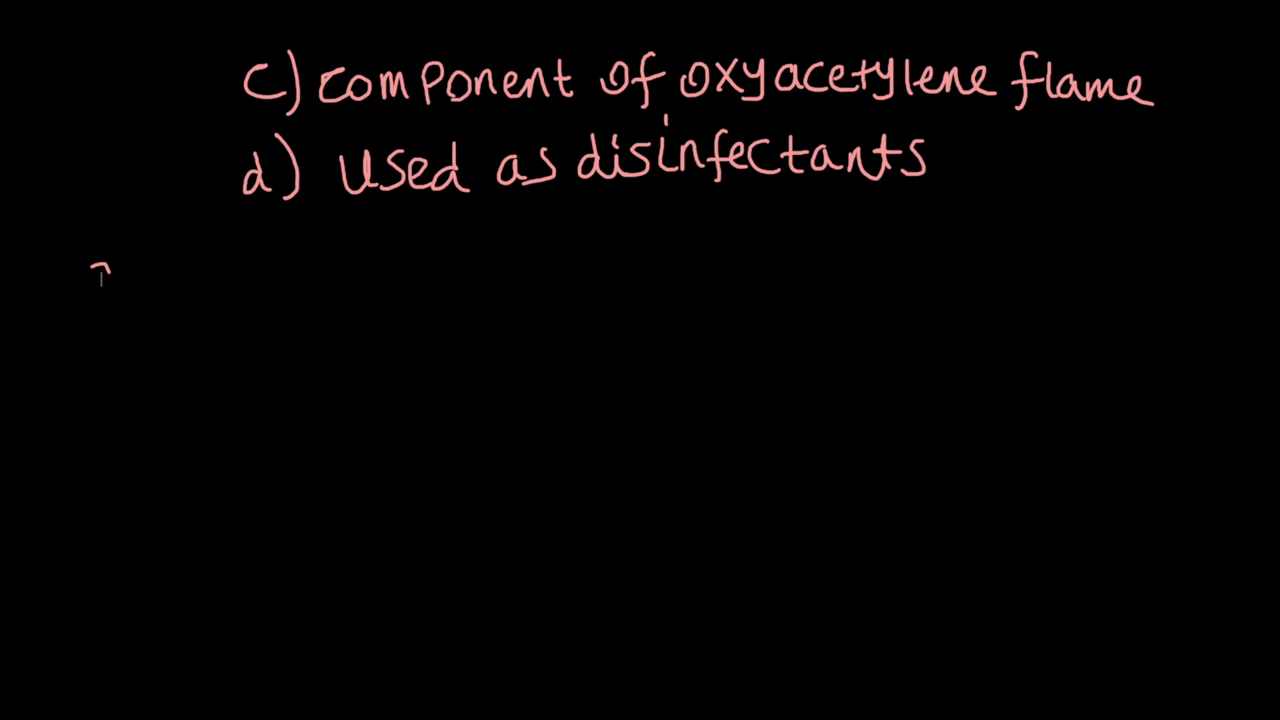 c) component of oxyacetylene flame
d) used as disinfectants